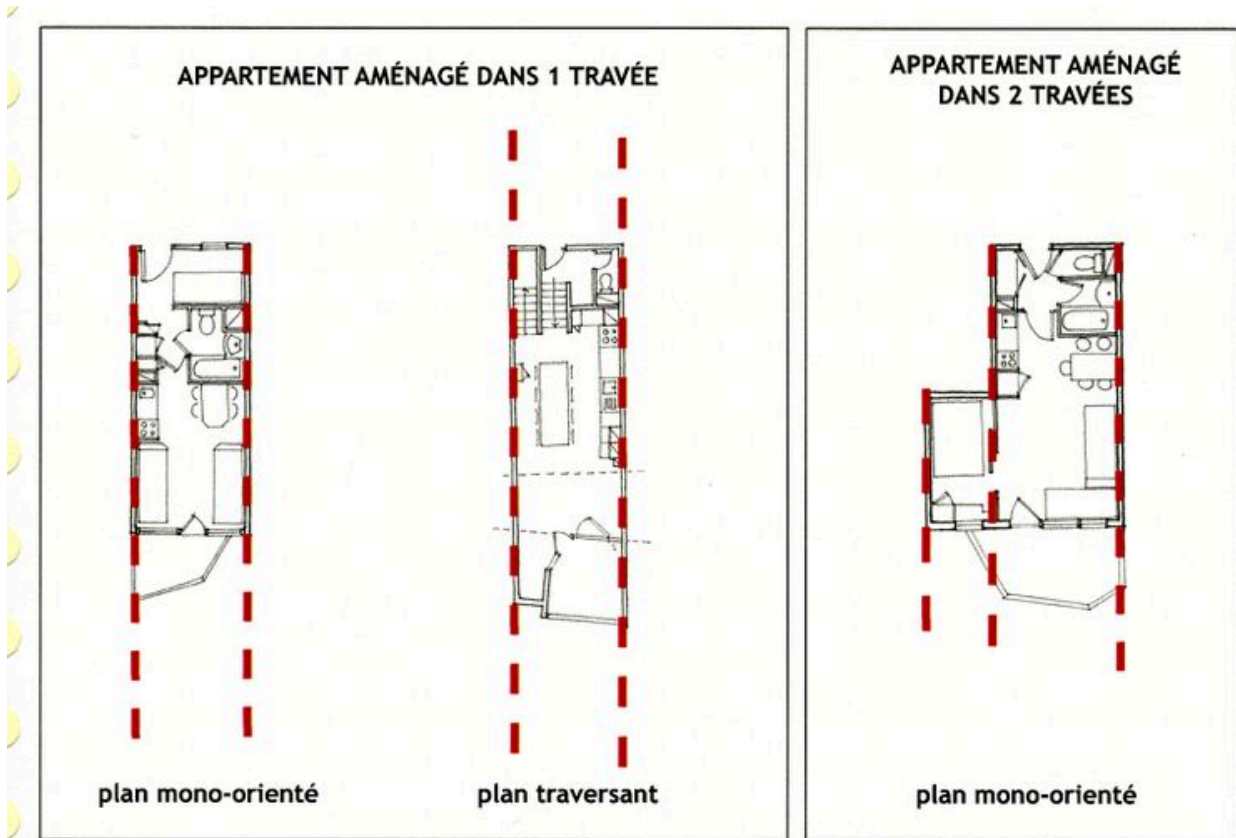 APPARTEMENT AMÉNAGÉ DANS 1 TRAVÉE
plan mono-orienté
plan traversant
APPARTEMENT AMÉNAGÉ
DANS 2 TRAVÉES
plan mono-orienté